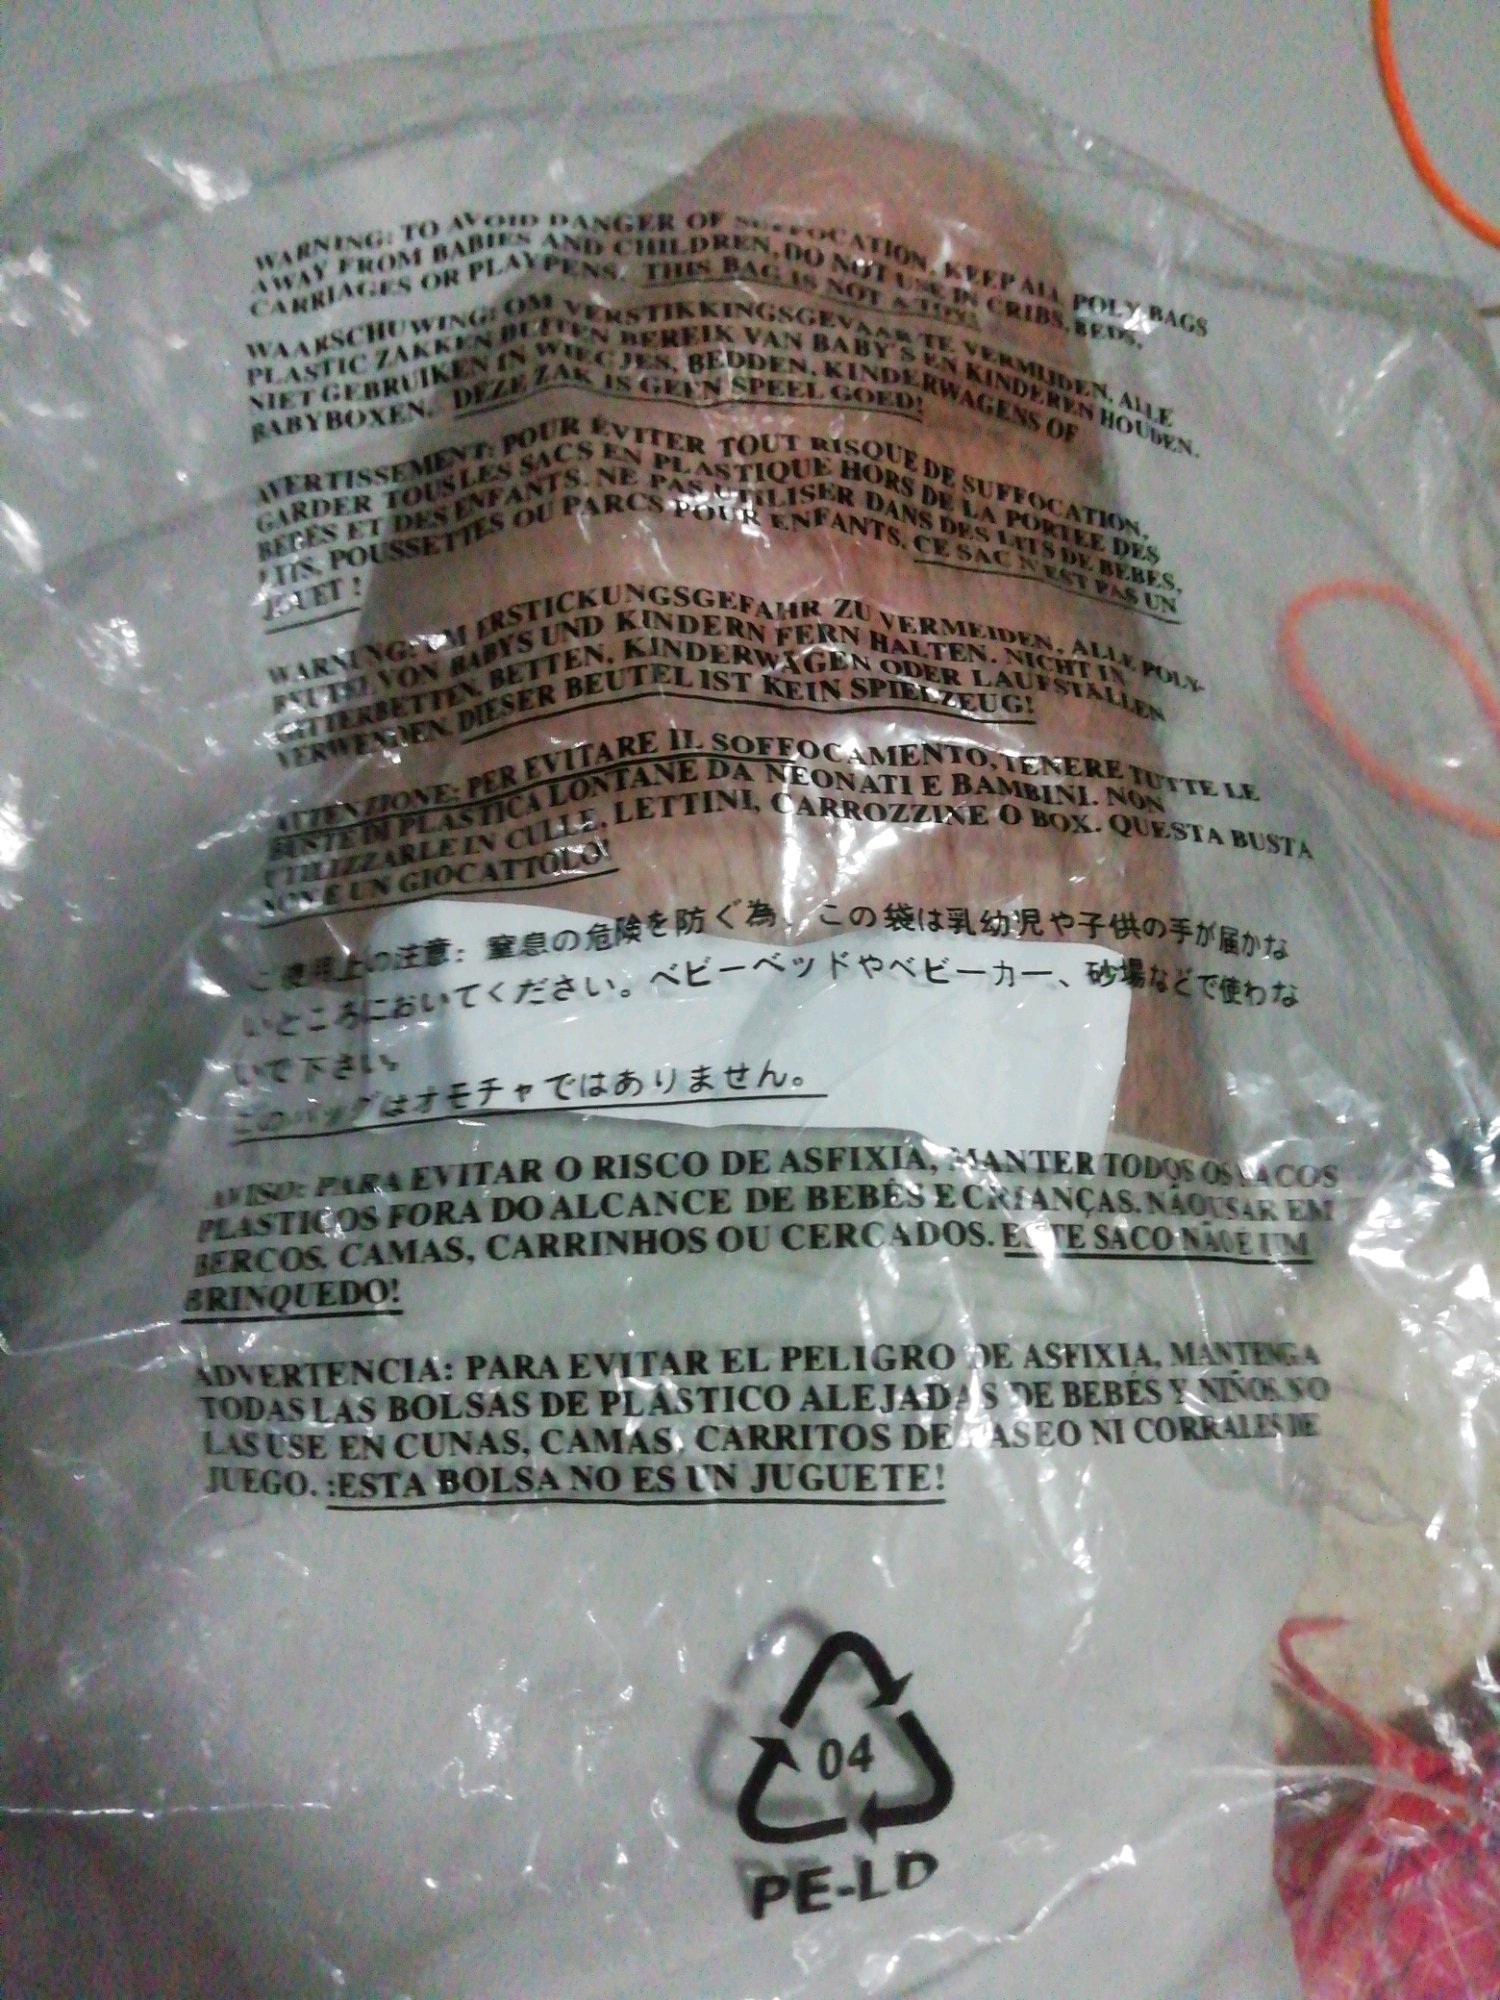 WARNING: TO AVOID DANGER OF SUFFOCATION, KEEP ALL POLY BAGS
AWAY FROM BABIES AND CHILDREN, DO NOT USE IN CRIBS, BEDS,
CARRIAGES OR PLAYPENS. THIS BAG IS NOT A TOY!
WAARSCHUWING: OM VERSTIKKINGSGEVAAR TE VERMIJDEN, ALLE
PLASTIC ZAKKEN BUITEN BEREIK VAN BABY'S EN KINDEREN HOUDEN.
NIET GEBRUIKEN IN WIEGJES, BEDDEN, KINDERWAGENS OF
BABYBOXEN. DEZE ZAK IS GEEN SPEEL GOED!
AVERTISSEMENT: POUR ÉVITER TOUT RISQUE DE SUFFOCATION,
GARDER TOUS LES SACS EN PLASTIQUE HORS DE LA PORTEE DES
BEBES ET DES ENFANTS. NE PAS UTILISER DANS DES LITS DE BEBES,
LITS, POUSSETTES OU PARCS POUR ENFANTS. CE SAC N'EST PAS UN
JOUET !
WARNUNG: UM ERSTICKUNGSGEFAHR ZU VERMEIDEN, ALLE POLY-
BEUTEL VON BABYS UND KINDERN FERN HALTEN. NICHT IN
GITTERBETTEN, BETTEN, KINDERWÄGEN ODER LAUFSTÄLLEN
VERWENDEN. DIESER BEUTEL IST KEIN SPIELZEUG!
ATTENZIONE: PER EVITARE IL SOFFOCAMENTO, TENERE TUTTE LE
BUSTE DI PLASTICA LONTANE DA NEONATI E BAMBINI. NON
UTILIZZARLE IN CULLE, LETTINI, CARROZZINE O BOX. QUESTA BUSTA
NON È UN GIOCATTOLO!
ご使用上の注意: 窒息の危険を防ぐ為、この袋は乳幼児や子供の手が届かな
いところにおいてください。ベビーベッドやベビーカー、砂場などで使わな
いで下さい。
このバッグはオモチャではありません。
AVISO: PARA EVITAR O RISCO DE ASFIXIA, MANTER TODOS OS SACOS
PLASTICOS FORA DO ALCANCE DE BEBÉS E CRIANÇAS. NÃO USAR EM
BERCOS, CAMAS, CARRINHOS OU CERCADOS. ESTE SACO NÃO E UM
BRINQUEDO!
ADVERTENCIA: PARA EVITAR EL PELIGRO DE ASFIXIA, MANTENGA
TODAS LAS BOLSAS DE PLÁSTICO ALEJADAS DE BEBÉS Y NIÑOS. NO
LAS USE EN CUNAS, CAMAS, CARRITOS DE PASEO NI CORRALES DE
JUEGO. :ESTA BOLSA NO ES UN JUGUETE!
04
PE-LD